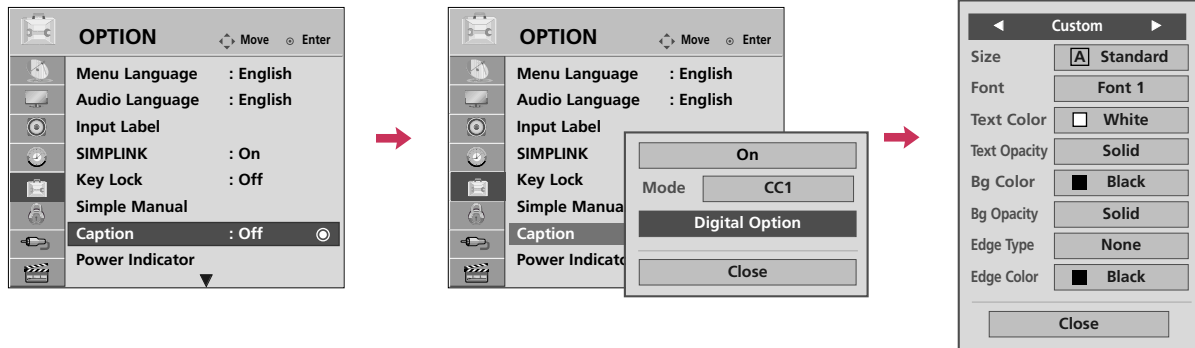 OPTION Move Enter
Menu Language : English
Audio Language : English
Input Label
SIMPLINK : On
Key Lock : Off
Simple Manual
Caption : Off
Power Indicator
OPTION Move Enter
Menu Language : English
Audio Language : English
Input Label
SIMPLINK
Key Lock
Simple Manua
Caption
Power Indicato
On
Mode CC1
Digital Option
Close
Custom
Size A Standard
Font Font 1
Text Color White
Text Opacity Solid
Bg Color Black
Bg Opacity Solid
Edge Type None
Edge Color Black
Close